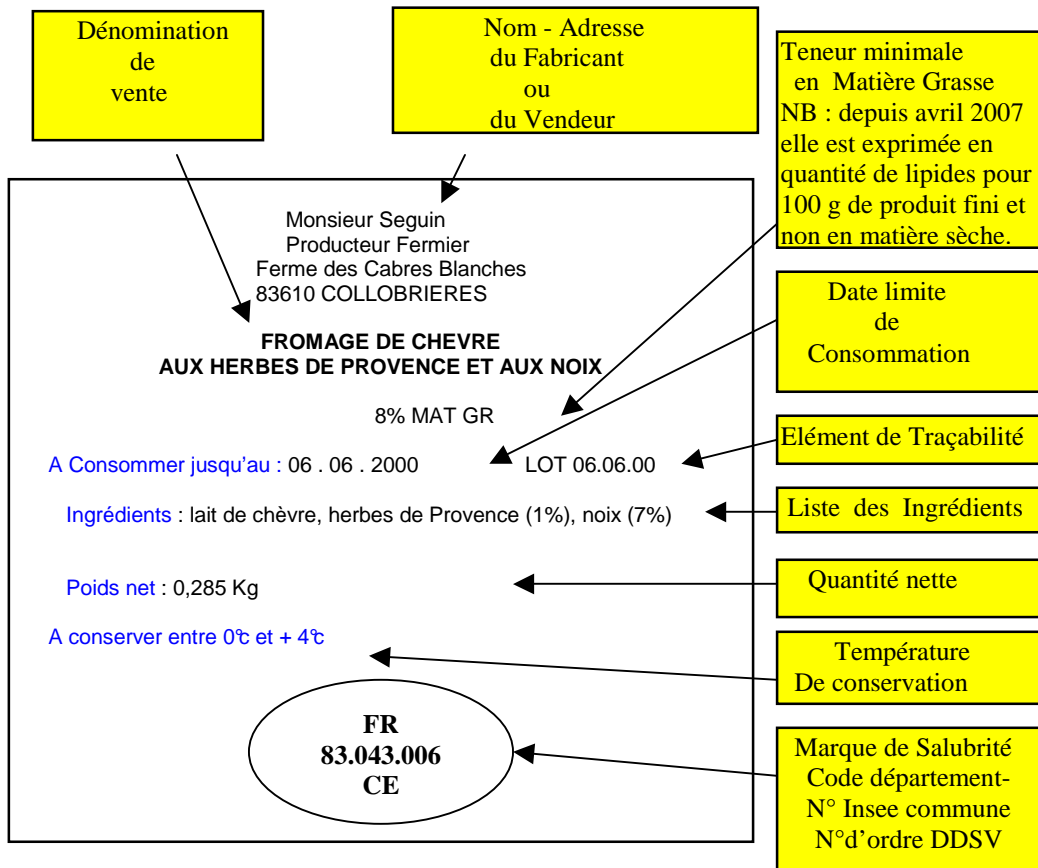 Dénomination
de
vente
Nom - Adresse
du Fabricant
ou
du Vendeur
Teneur minimale
en Matière Grasse
NB : depuis avril 2007
elle est exprimée en
quantité de lipides pour
100 g de produit fini et
non en matière sèche.
Monsieur Seguin
Producteur Fermier
Ferme des Cabres Blanches
83610 COLLOBRIERES
FROMAGE DE CHEVRE
AUX HERBES DE PROVENCE ET AUX NOIX
8% MAT GR
Date limite
de
Consommation
A Consommer jusqu'au : 06 . 06 . 2000 LOT 06.06.00
Elément de Traçabilité
Ingrédients : lait de chèvre, herbes de Provence (1%), noix (7%)
Liste des Ingrédients
Poids net : 0,285 Kg
Quantité nette
A conserver entre 0°c et + 4°c
Température
De conservation
FR
83.043.006
CE
Marque de Salubrité
Code département-
N° Insee commune
N°d'ordre DDSV